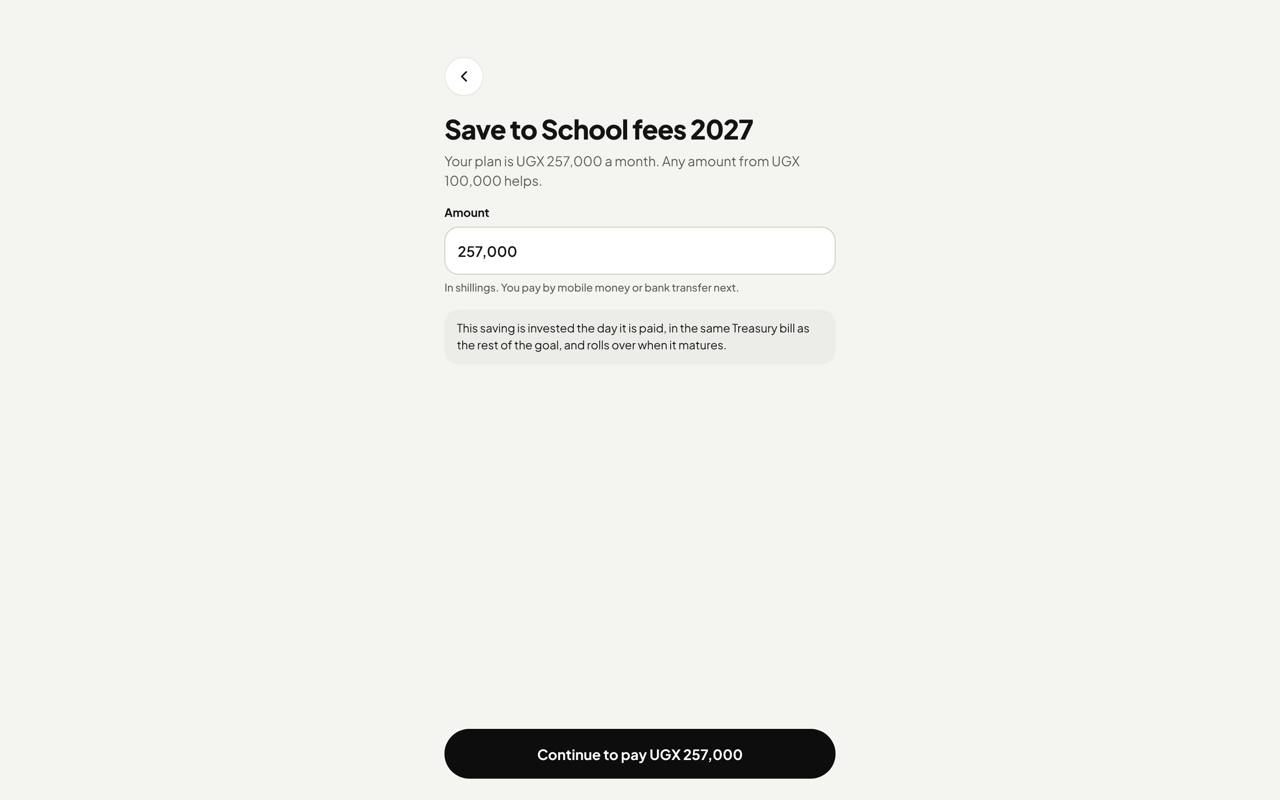 Save to School fees 2027
Your plan is UGX 257,000 a month. Any amount from UGX
100,000 helps.
Amount
257,000
In shillings. You pay by mobile money or bank transfer next.
This saving is invested the day it is paid, in the same Treasury bill as
the rest of the goal, and rolls over when it matures.
Continue to pay UGX 257,000